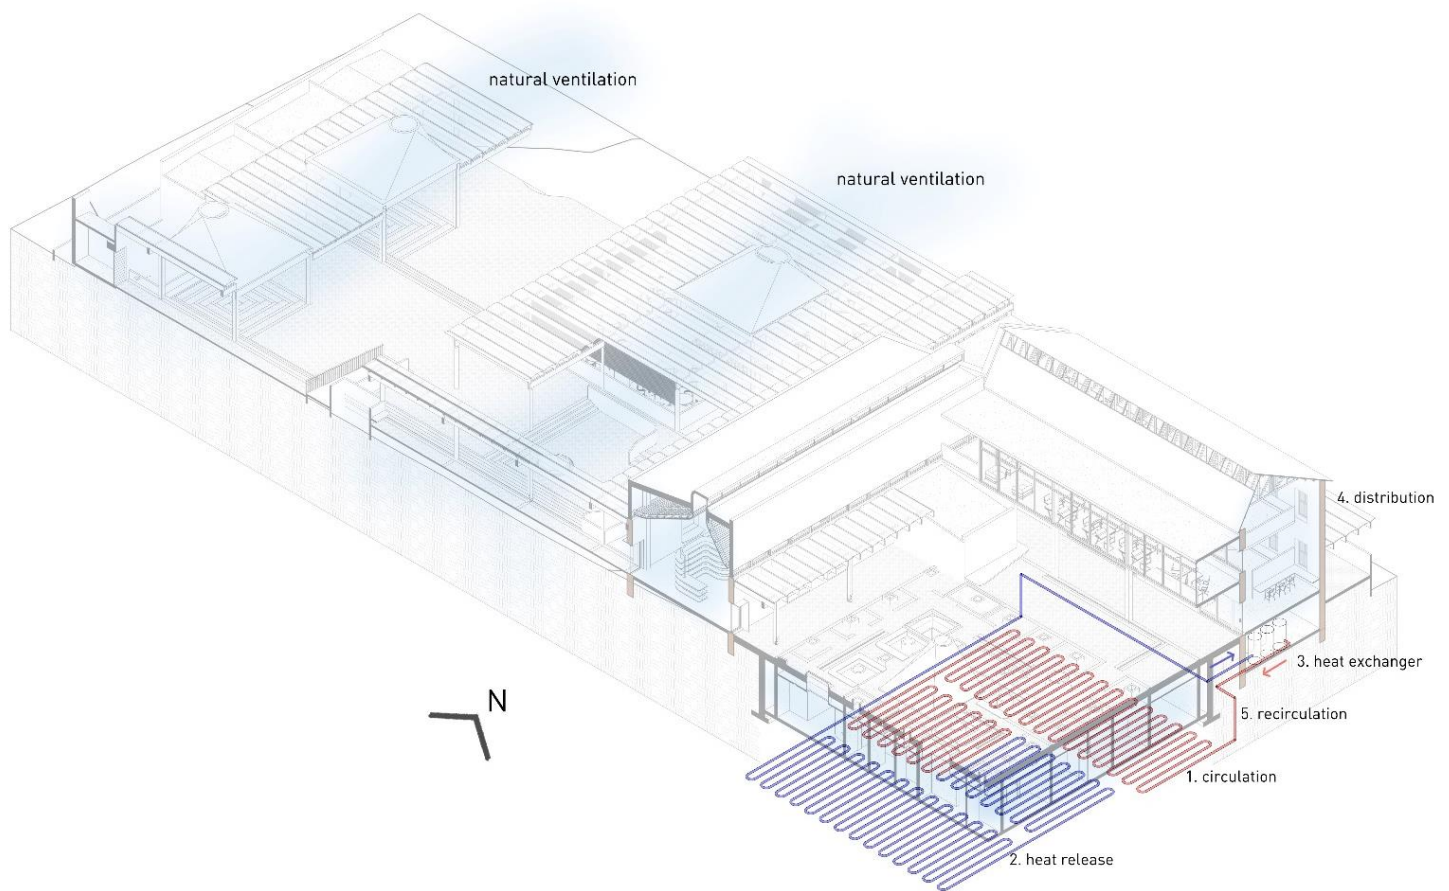 natural ventilation
natural ventilation
4. distribution
3. heat exchanger
N
5. recirculation
1. circulation
2. heat release